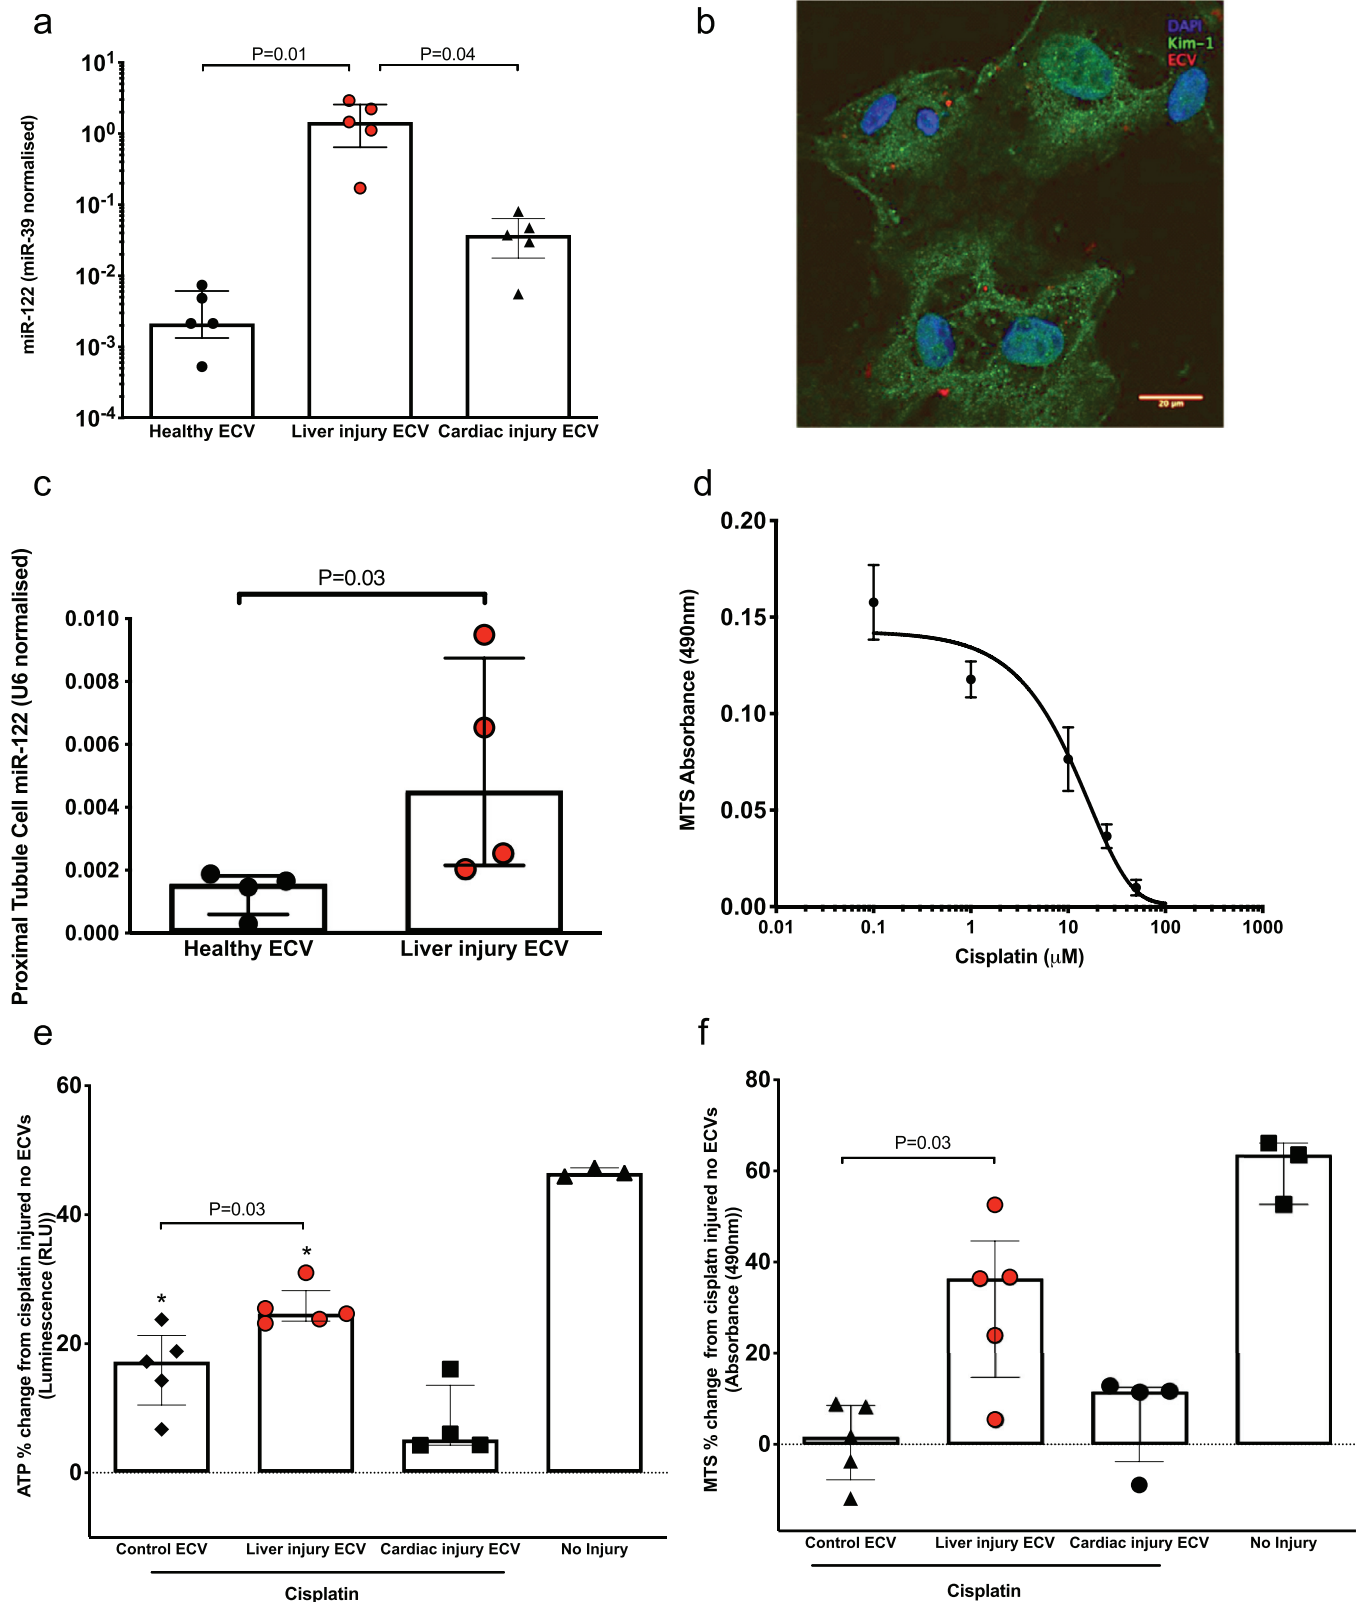 a
P=0.01
P=0.04
miR-122 (miR-39 normalised)
10¹
10⁰
10⁻¹
10⁻²
10⁻³
10⁻⁴
Healthy ECV
Liver injury ECV
Cardiac injury ECV
b
DAPI
Kim-1
ECV
20 µm
c
P=0.03
Proximal Tubule Cell miR-122 (U6 normalised)
0.010
0.008
0.006
0.004
0.002
0.000
Healthy ECV
Liver injury ECV
d
MTS Absorbance (490nm)
0.20
0.15
0.10
0.05
0.00
0.01
0.1
1
10
100
1000
Cisplatin (µM)
e
ATP % change from cisplatin injured no ECVs
(Luminescence (RLU))
60
40
20
0
P=0.03
*
*
Control ECV
Liver injury ECV
Cardiac injury ECV
No Injury
Cisplatin
f
MTS % change from cisplatn injured no ECVs
(Absorbance (490nm))
80
60
40
20
0
P=0.03
Control ECV
Liver injury ECV
Cardiac injury ECV
No Injury
Cisplatin